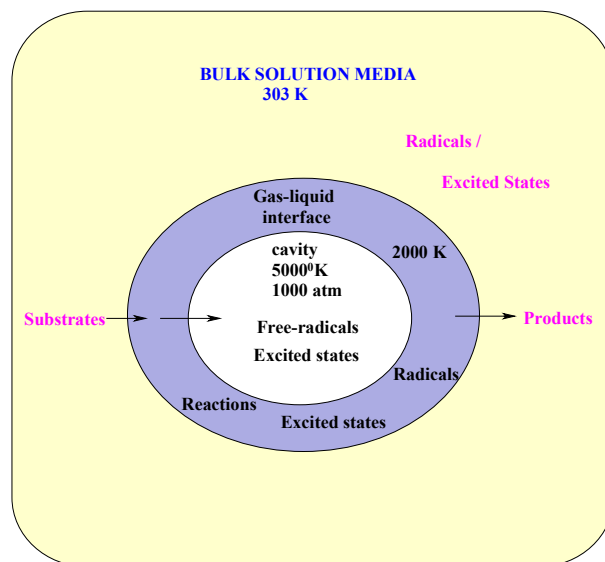 BULK SOLUTION MEDIA
303 K
Radicals /
Excited States
Gas-liquid
interface
cavity
5000⁰K
1000 atm
2000 K
Substrates
Free-radicals
Excited states
Products
Radicals
Reactions
Excited states